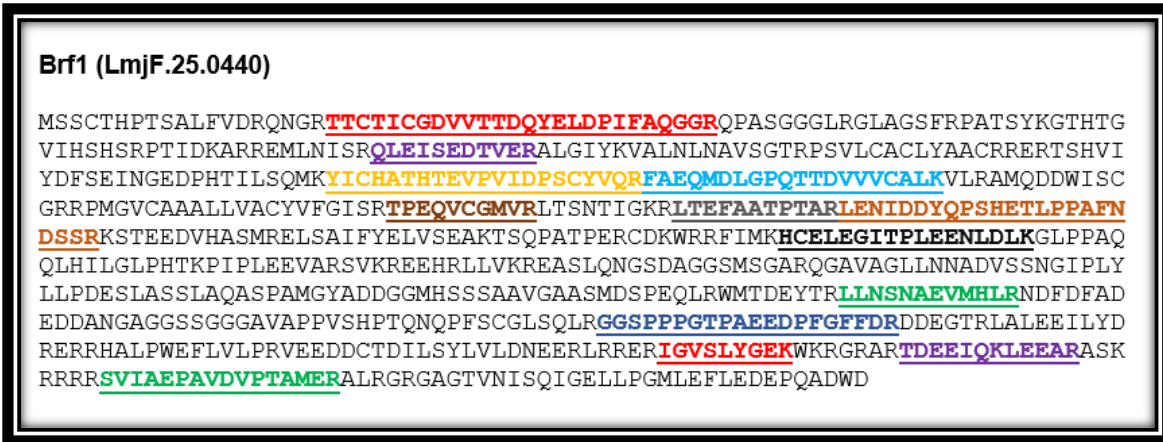 Brf1 (LmjF.25.0440)
MSSCTHPTSALFVDRQNGRTTCTICGDVVTTDQYELDPIFAQGGRQPASGGGLRGLAGSFRPATSYKGTHTG
VIHSHSRPTIDKARREMLNISRQLEISEDTVERALGIYKVALNLNAVSGTRPSVLCACLYAACRRERTSHVI
YDFSEINGEDPHTILSQMKYICHATHTEVPVIDPSCYVQRFAEQMDLGPQTTDVVVCALKVLRAMQDDWISC
GRRPMGVCAAALLVACYVFGISRTPEQVCGMVRLTSNTIGKRLTEFAATPTARLENIDDYQPSHETLPPAFN
DSSRKSTEEDVHASMRELSAIFYELVSEAKTSQPATPERCDKWRRFIMKHCELEGITPLEENLDLKGLPPAQ
QLHILGLPHTKPIPLEEVARSVKREEHRLLVKREASLQNGSDAGGSMSGARQGAVAGLLNNADVSSNGIPLY
LLPDESLASSLAQASPAMGYADDGGMHSSSAAVGAASMDSPEQLRWMTDEYTRLLNSNAEVMHLRNDFDFAD
EDDANGAGGSSGGGAVAPPVSHPTQNQPFSCGLSQLRGGSPPPGTPAEEDPFGFFDRDDEGTRLALEEILYD
RERRHALPWEFLVLPRVEEDDCTDILSYLVLDNEERLRRERIGVSLYGEKWKRGRARTDEEIQKLEEARASK
RRRRSVIAEPAVDVPTAMERALRGRGAGTVNISQIGELLPGMLEFLEDEPQADWD